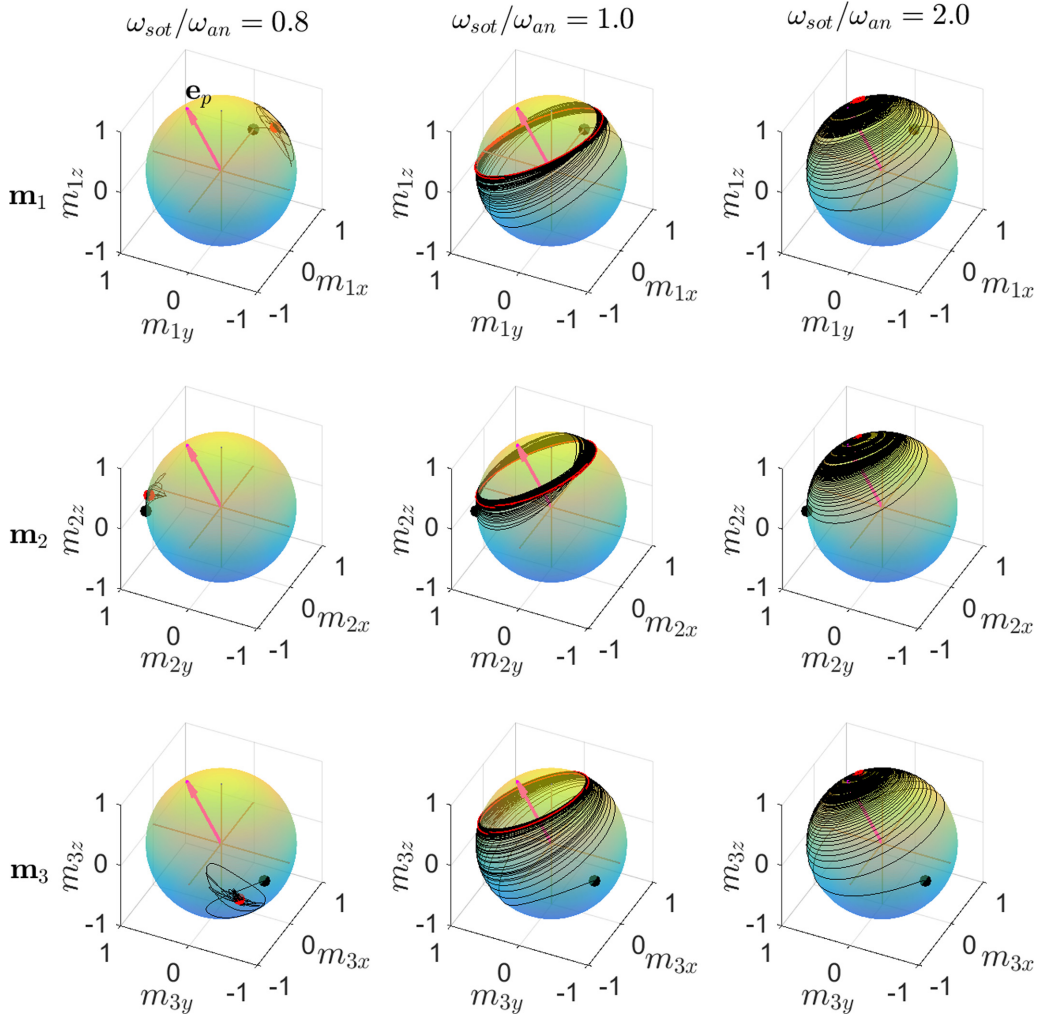 ω_sot/ω_an = 0.8 ω_sot/ω_an = 1.0 ω_sot/ω_an = 2.0
e_p
m_1
1 0 -1 m_1z 1 0 -1 m_1y 1 0 -1 m_1x
1 0 -1 m_1z 1 0 -1 m_1y 1 0 -1 m_1x
1 0 -1 m_1z 1 0 -1 m_1y 1 0 -1 m_1x
m_2
1 0 -1 m_2z 1 0 -1 m_2y 1 0 -1 m_2x
1 0 -1 m_2z 1 0 -1 m_2y 1 0 -1 m_2x
1 0 -1 m_2z 1 0 -1 m_2y 1 0 -1 m_2x
m_3
1 0 -1 m_3z 1 0 -1 m_3y 1 0 -1 m_3x
1 0 -1 m_3z 1 0 -1 m_3y 1 0 -1 m_3x
1 0 -1 m_3z 1 0 -1 m_3y 1 0 -1 m_3x